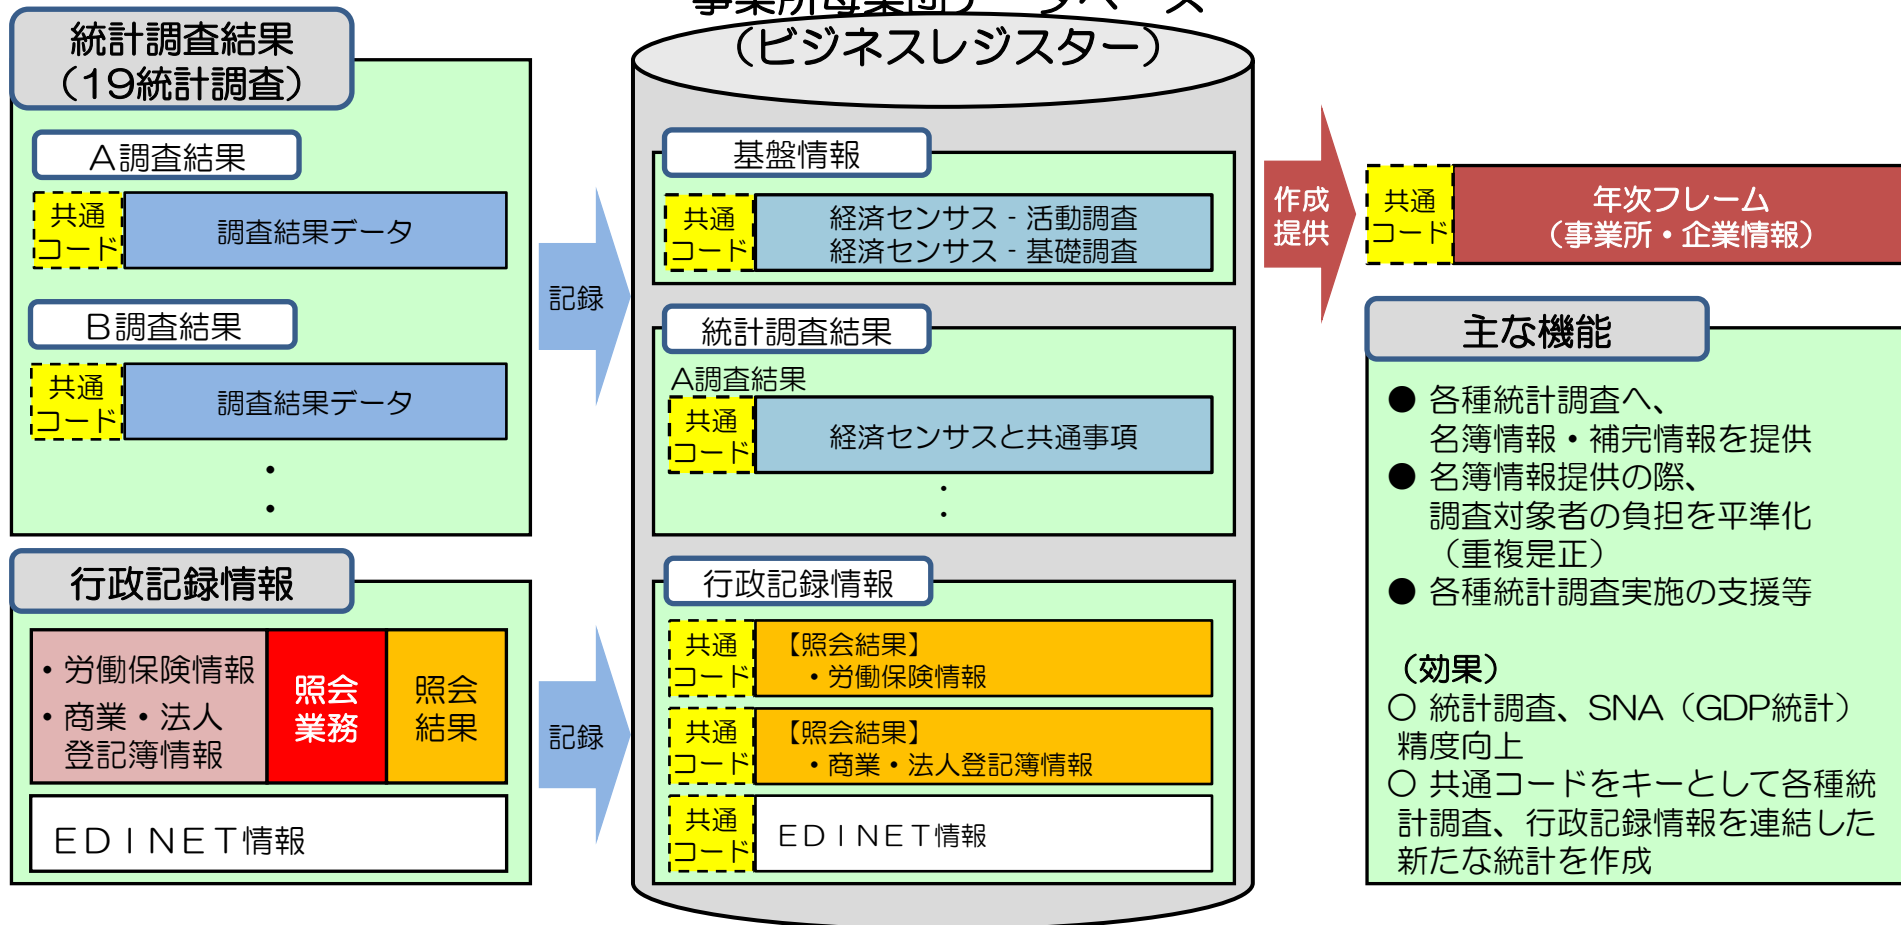 統計調査結果
（19統計調査）
A調査結果
共通
コード
調査結果データ
B調査結果
共通
コード
調査結果データ
・
・
行政記録情報
・労働保険情報
・商業・法人
登記簿情報
照会
業務
照会
結果
ＥＤＩＮＥＴ情報
記録
記録
事業所母集団データベース
（ビジネスレジスター）
基盤情報
共通
コード
経済センサス‐活動調査
経済センサス‐基礎調査
統計調査結果
A調査結果
共通
コード
経済センサスと共通事項
・
・
行政記録情報
共通
コード
【照会結果】
・労働保険情報
共通
コード
【照会結果】
・商業・法人登記簿情報
共通
コード
ＥＤＩＮＥＴ情報
作成
提供
共通
コード
年次フレーム
（事業所・企業情報）
主な機能
● 各種統計調査へ、
名簿情報・補完情報を提供
● 名簿情報提供の際、
調査対象者の負担を平準化
（重複是正）
● 各種統計調査実施の支援等
（効果）
○ 統計調査、SNA（GDP統計）
精度向上
○ 共通コードをキーとして各種統
計調査、行政記録情報を連結した
新たな統計を作成